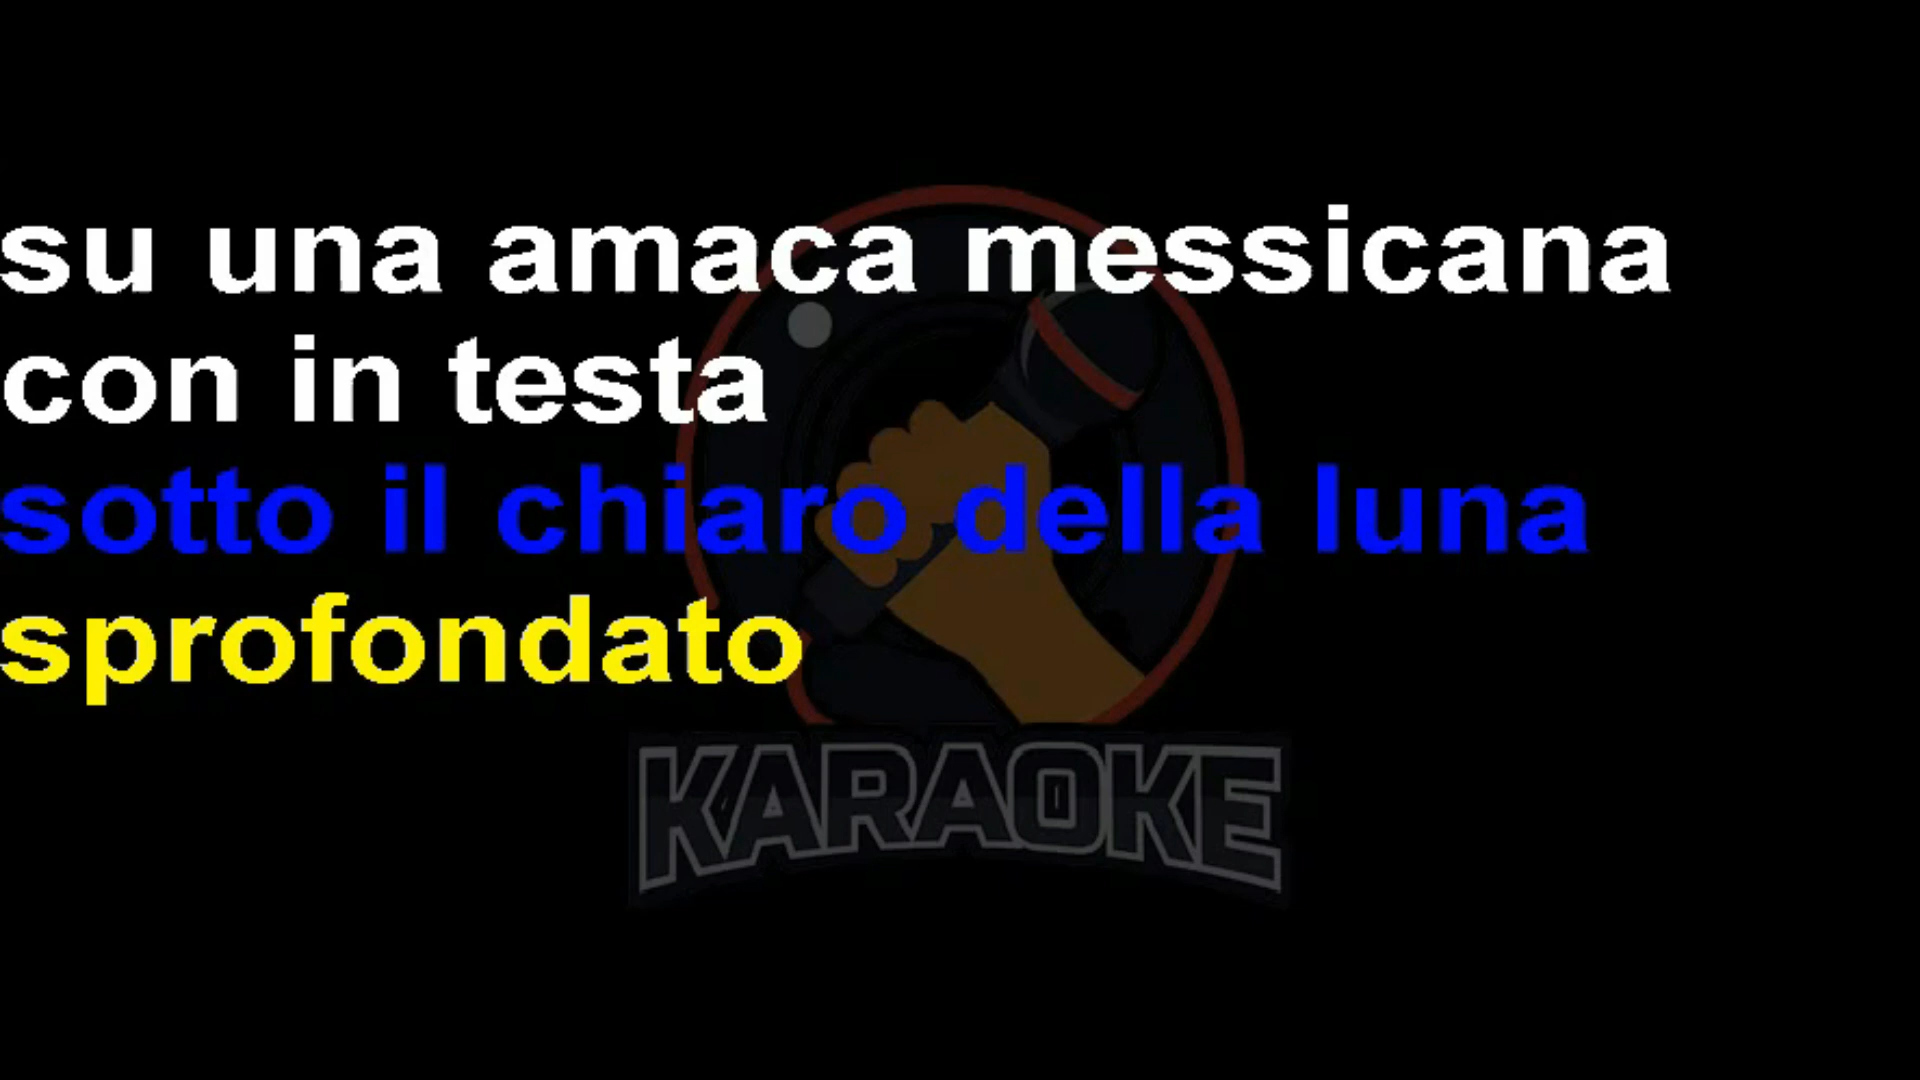 su una amaca messicana
con in testa
sotto il chiaro della luna
sprofondato
KARAOKE